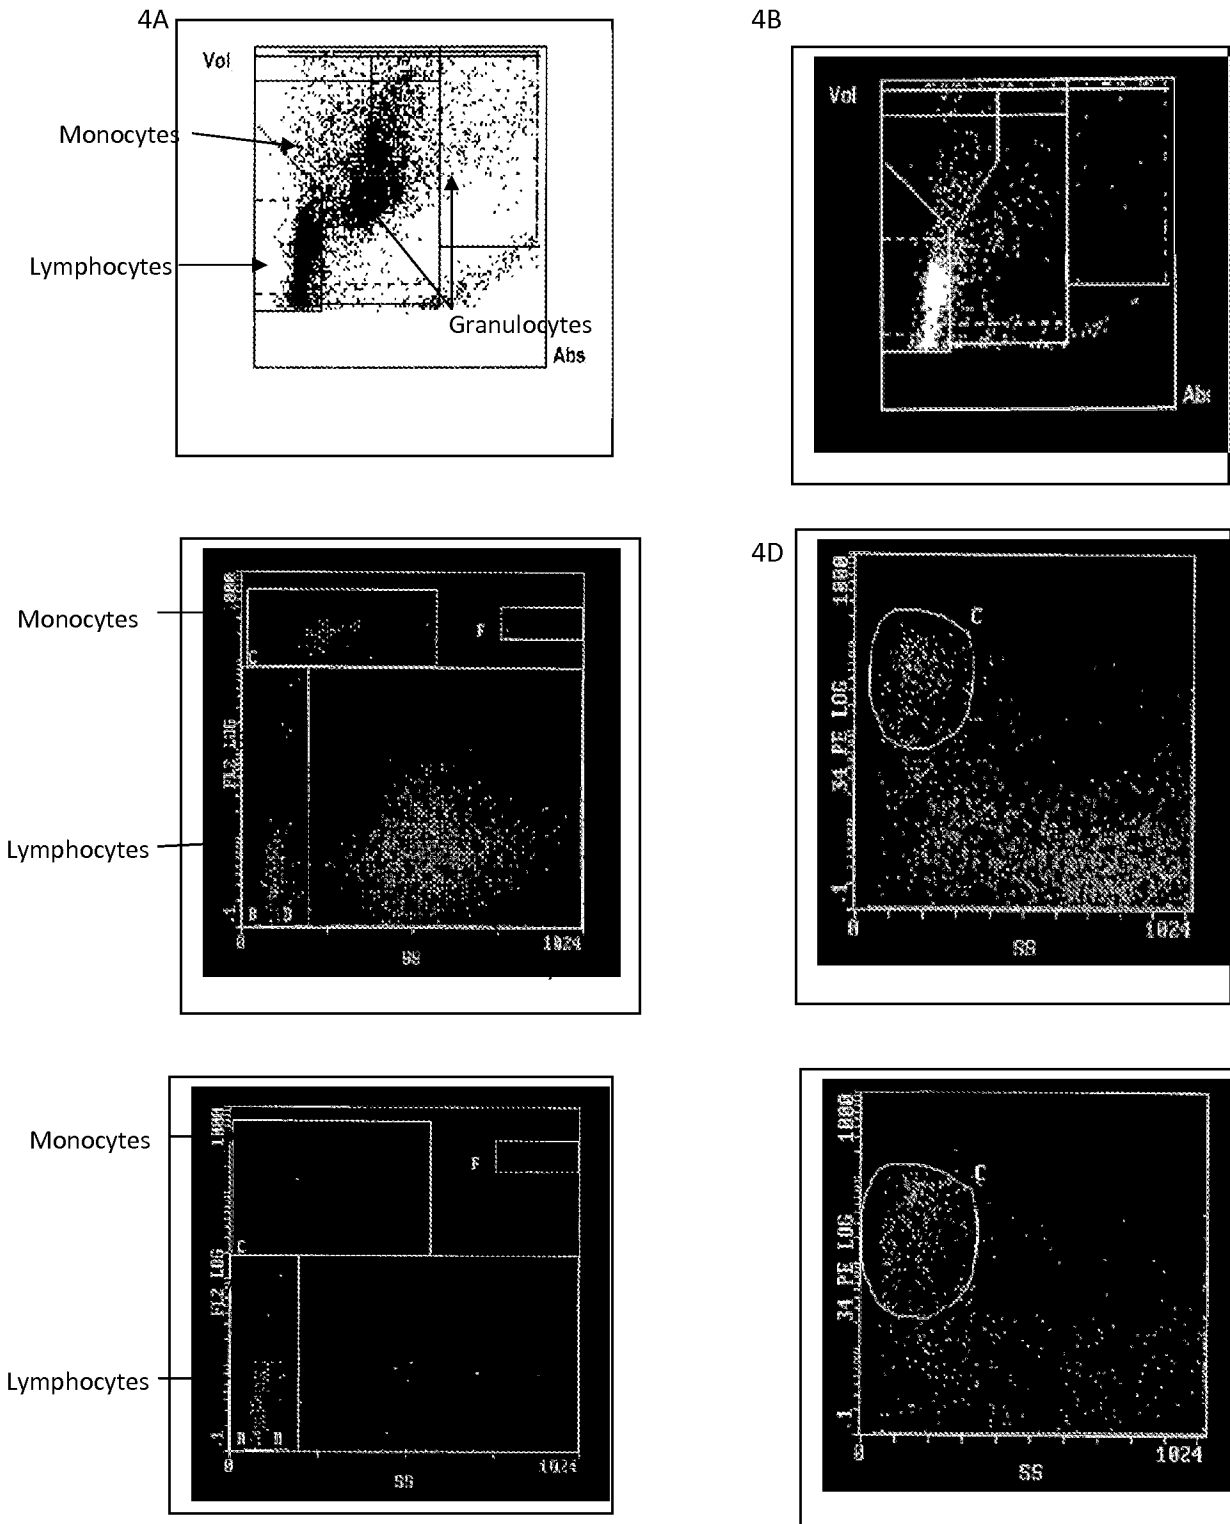 4A
Vol
Monocytes
Lymphocytes
Granulocytes
Abs
4B
Vol
Abs
Monocytes
Lymphocytes
F
C
FL2 LOG
.1
0
1024
SS
4D
1000
C
34 PE LOG
.1
0
1024
SS
Monocytes
Lymphocytes
1000
F
C
FL2 LOG
.1
0
1024
SS
1000
C
34 PE LOG
.1
0
1024
SS